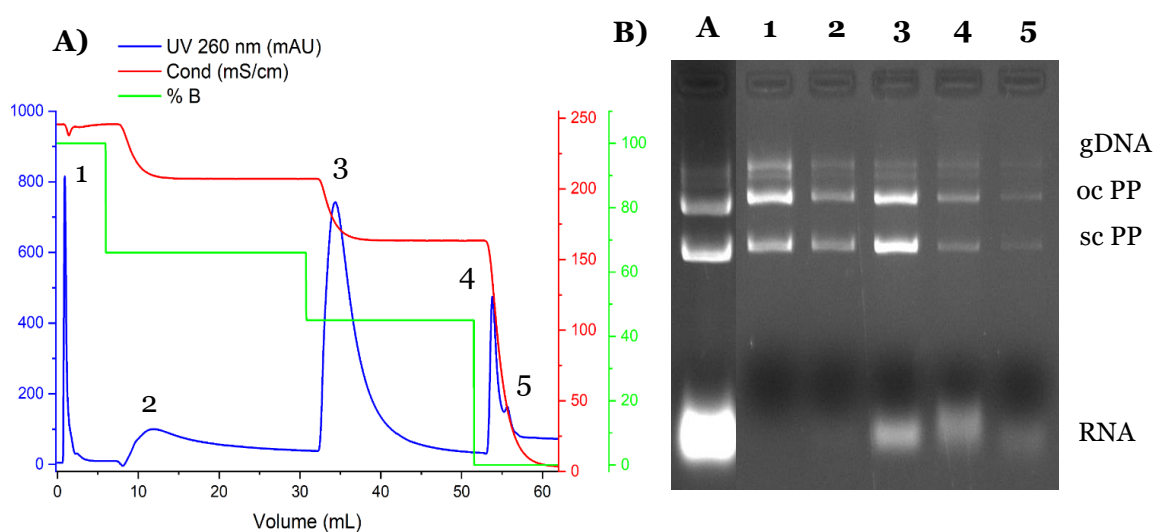 A)
UV 260 nm (mAU)
Cond (mS/cm)
% B
1000
800
600
400
200
0
250
200
150
100
50
0
100
80
60
40
20
0
1
2
3
4
5
0 10 20 30 40 50 60
Volume (mL)
B)
A 1 2 3 4 5
gDNA
oc PP
sc PP
RNA